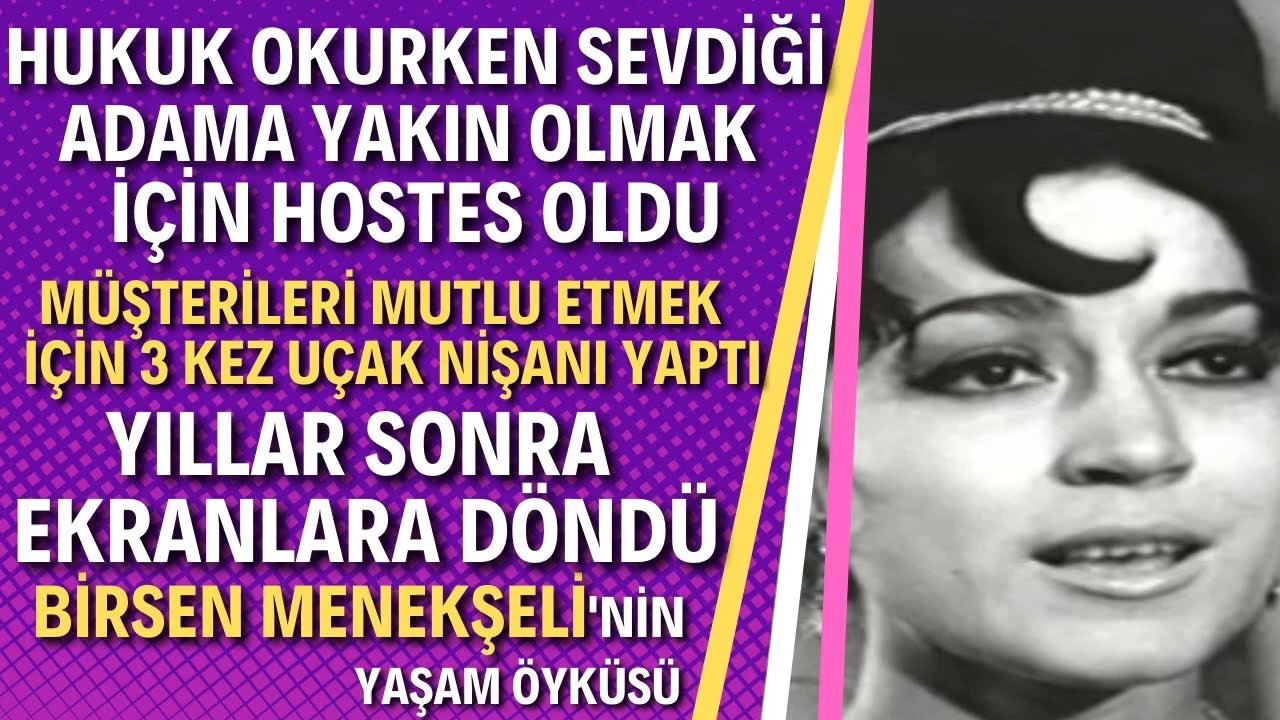 HUKUK OKURKEN SEVDİĞİ
ADAMA YAKIN OLMAK
İÇİN HOSTES OLDU
MÜŞTERİLERİ MUTLU ETMEK
İÇİN 3 KEZ UÇAK NİŞANI YAPTI
YILLAR SONRA
EKRANLARA DÖNDÜ
BİRSEN MENEKŞELİ'NİN
YAŞAM ÖYKÜSÜ